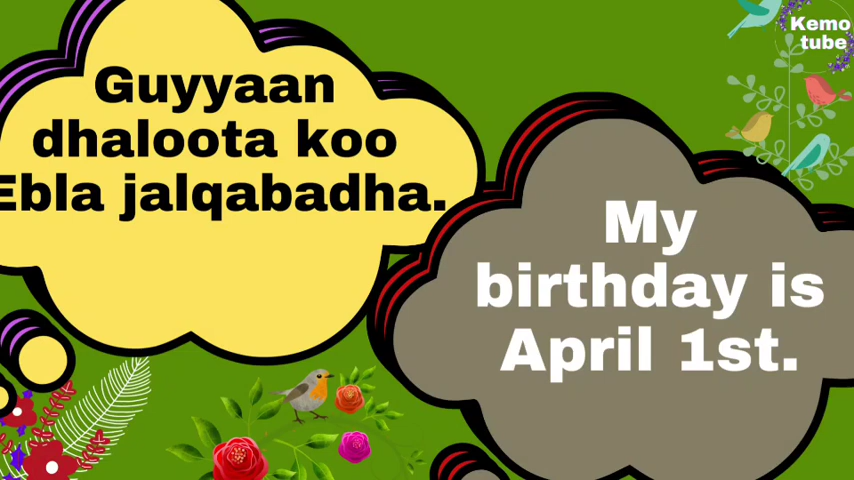 Guyyaan
dhaloota koo
Ebla jalqabadha.
My
birthday is
April 1st.
Kemo
tube